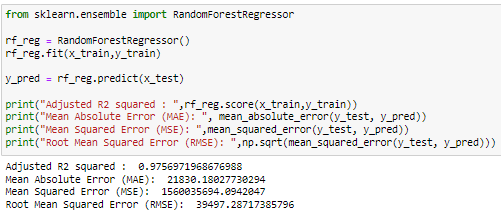 from sklearn.ensemble import RandomForestRegressor
rf_reg = RandomForestRegressor()
rf_reg.fit(x_train,y_train)
y_pred = rf_reg.predict(x_test)
print("Adjusted R2 squared : ",rf_reg.score(x_train,y_train))
print("Mean Absolute Error (MAE): ", mean_absolute_error(y_test, y_pred))
print("Mean Squared Error (MSE): ",mean_squared_error(y_test, y_pred))
print("Root Mean Squared Error (RMSE): ",np.sqrt(mean_squared_error(y_test, y_pred)))
Adjusted R2 squared :  0.9756971968676988
Mean Absolute Error (MAE):  21830.18027730294
Mean Squared Error (MSE):  1560035694.0942047
Root Mean Squared Error (RMSE):  39497.28717385796